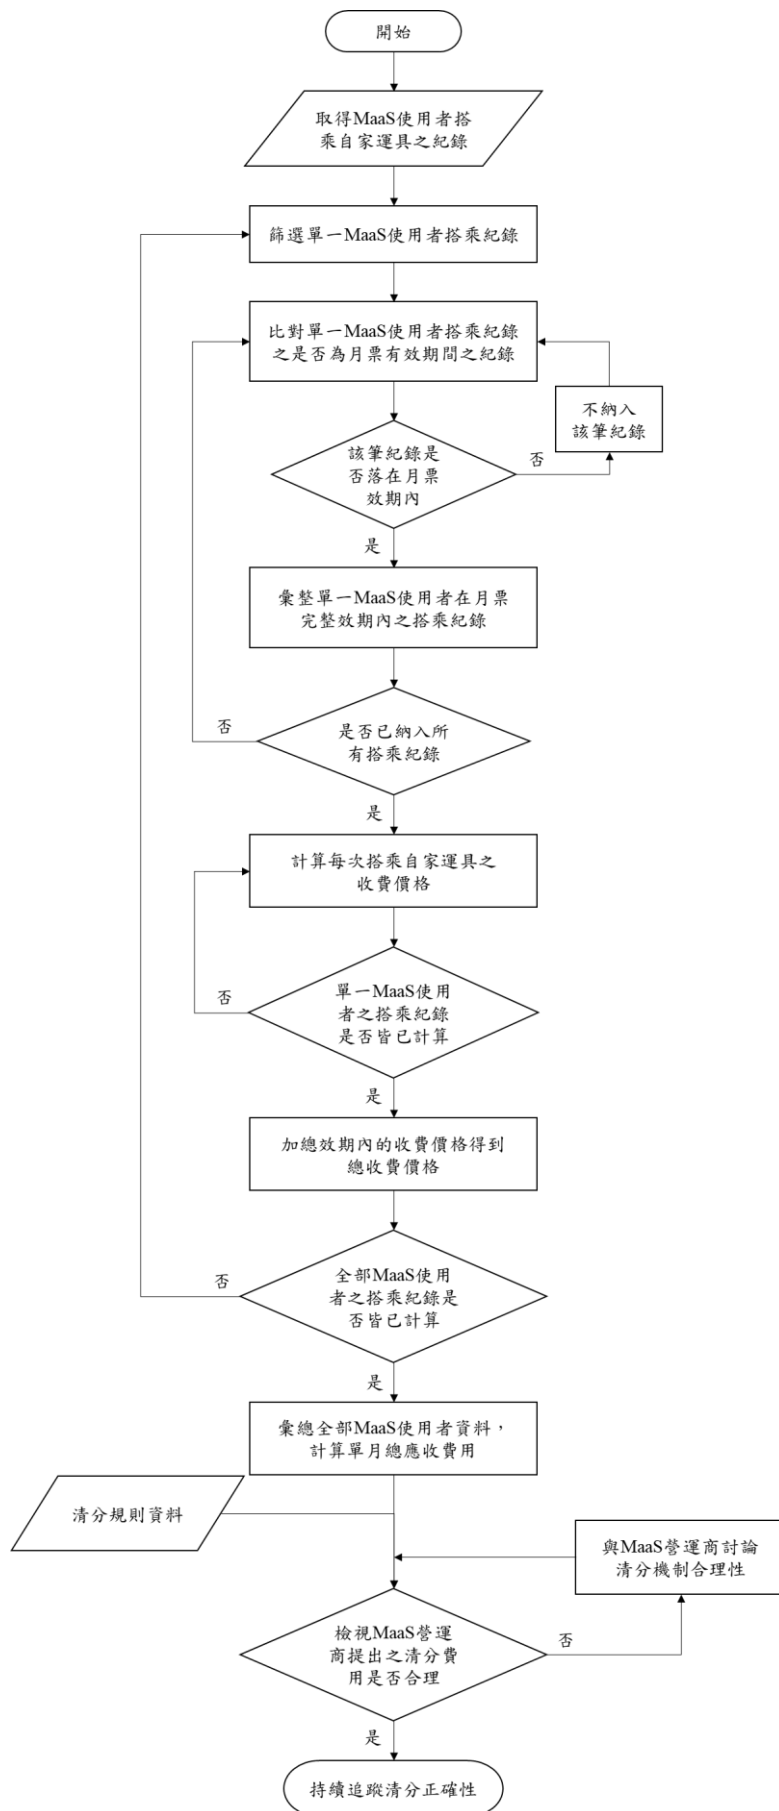 開始
取得MaaS使用者搭
乘自家運具之紀錄
篩選單一MaaS使用者搭乘紀錄
比對單一MaaS使用者搭乘紀錄
之是否為月票有效期間之紀錄
不納入
該筆紀錄
該筆紀錄是
否落在月票
效期內
否
是
彙整單一MaaS使用者在月票
完整效期內之搭乘紀錄
否
是否已納入所
有搭乘紀錄
是
計算每次搭乘自家運具之
收費價格
否
單一MaaS使用
者之搭乘紀錄
是否皆已計算
是
加總效期內的收費價格得到
總收費價格
否
全部MaaS使用
者之搭乘紀錄是
否皆已計算
是
彙總全部MaaS使用者資料，
計算單月總應收費用
清分規則資料
與MaaS營運商討論
清分機制合理性
檢視MaaS營運
商提出之清分費
用是否合理
否
是
持續追蹤清分正確性